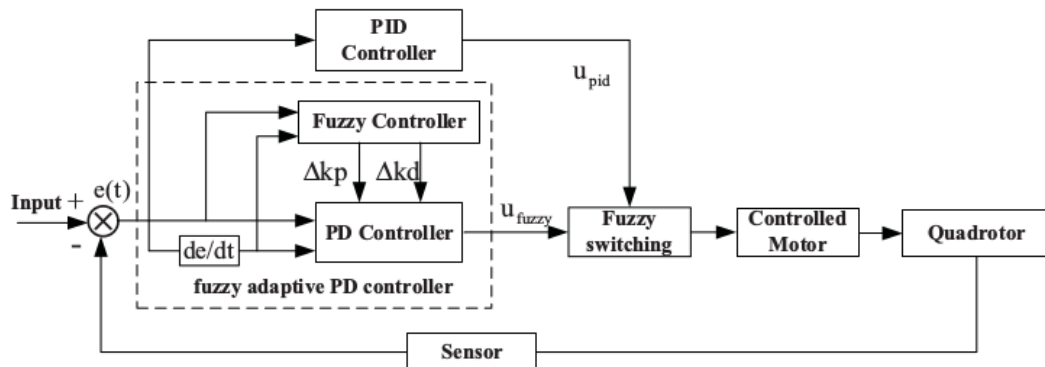 PID
Controller
u_pid
Fuzzy Controller
Δkp
Δkd
Input
+
e(t)
-
PD Controller
de/dt
fuzzy adaptive PD controller
u_fuzzy
Fuzzy
switching
Controlled
Motor
Quadrotor
Sensor